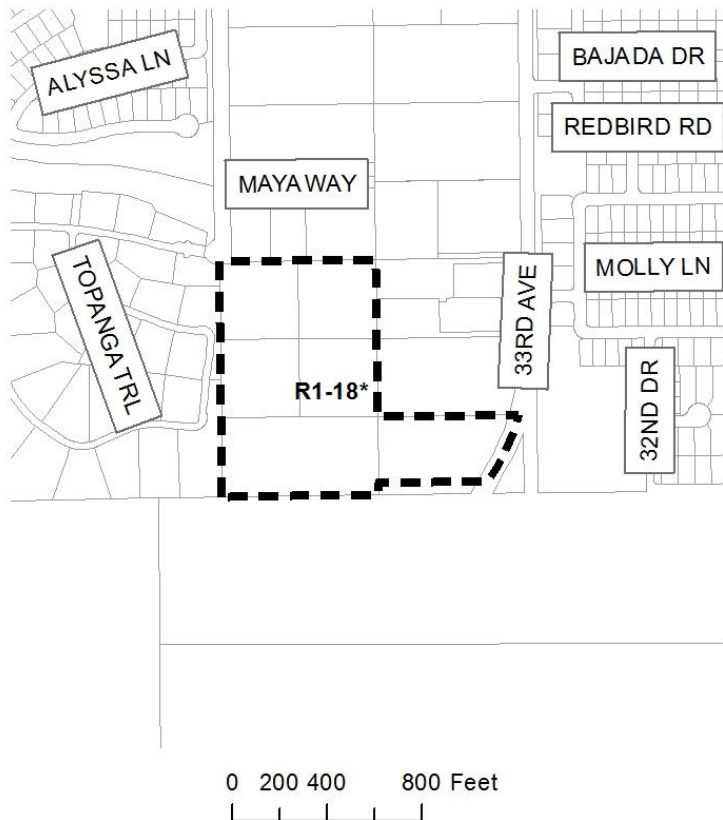 ALYSSA LN
BAJADA DR
REDBIRD RD
MAYA WAY
TOPANGA TRL
33RD AVE
MOLLY LN
R1-18*
32ND DR
0 200 400 800 Feet